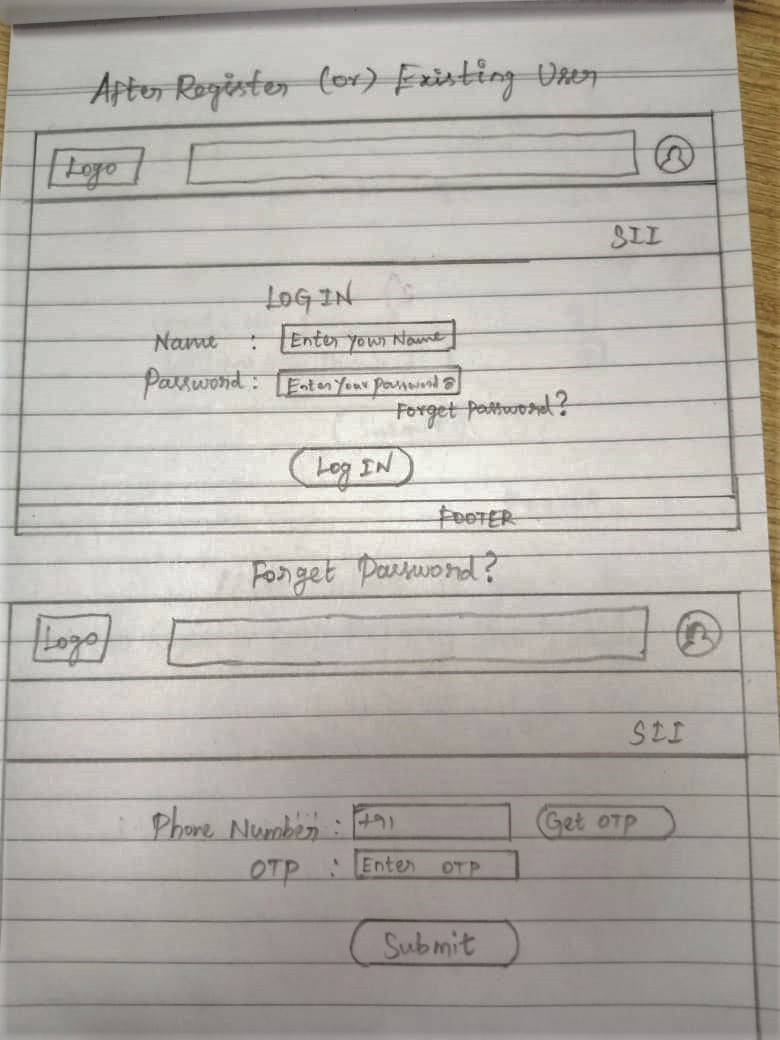 After Register (or) Existing User
Logo
SII
LOG IN
Name : Enter your Name
Password : Enter Your password
Forget password?
Log IN
FOOTER
Forget Password?
Logo
SII
Phone Number : +91 Get OTP
OTP : Enter OTP
Submit